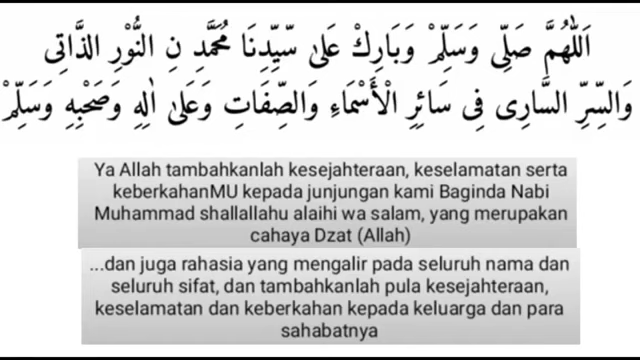 اَللّٰهُمَّ صَلِّى وَسَلِّمْ وَبَارِكْ عَلىٰ سَيِّدِنَا مُحَمَّدِ نِ النُّوْرِ الذَّاتِى
وَالسِّرِّ السَّارِى فِى سَائِرِ الْأَسْمَاءِ وَالصِّفَاتِ وَعَلىٰ اٰلِهِ وَصَحْبِهِ وَسَلِّمْ
Ya Allah tambahkanlah kesejahteraan, keselamatan serta
keberkahanMU kepada junjungan kami Baginda Nabi
Muhammad shallallahu alaihi wa salam, yang merupakan
cahaya Dzat (Allah)
...dan juga rahasia yang mengalir pada seluruh nama dan
seluruh sifat, dan tambahkanlah pula kesejahteraan,
keselamatan dan keberkahan kepada keluarga dan para
sahabatnya